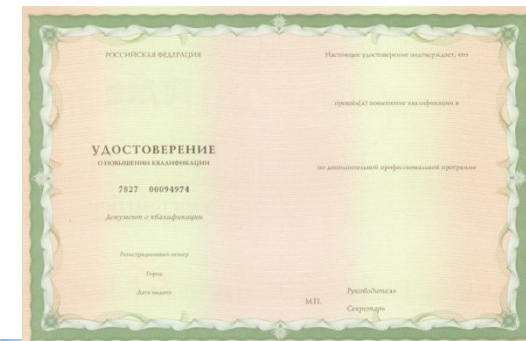 РОССИЙСКАЯ ФЕДЕРАЦИЯ
УДОСТОВЕРЕНИЕ
О ПОВЫШЕНИИ КВАЛИФИКАЦИИ
7827 00094974
Документ о квалификации
Регистрационный номер
Город
Дата выдачи
Настоящее удостоверение подтверждает, что
прошёл(а) повышение квалификации в
по дополнительной профессиональной программе
М.П.
Руководитель
Секретарь